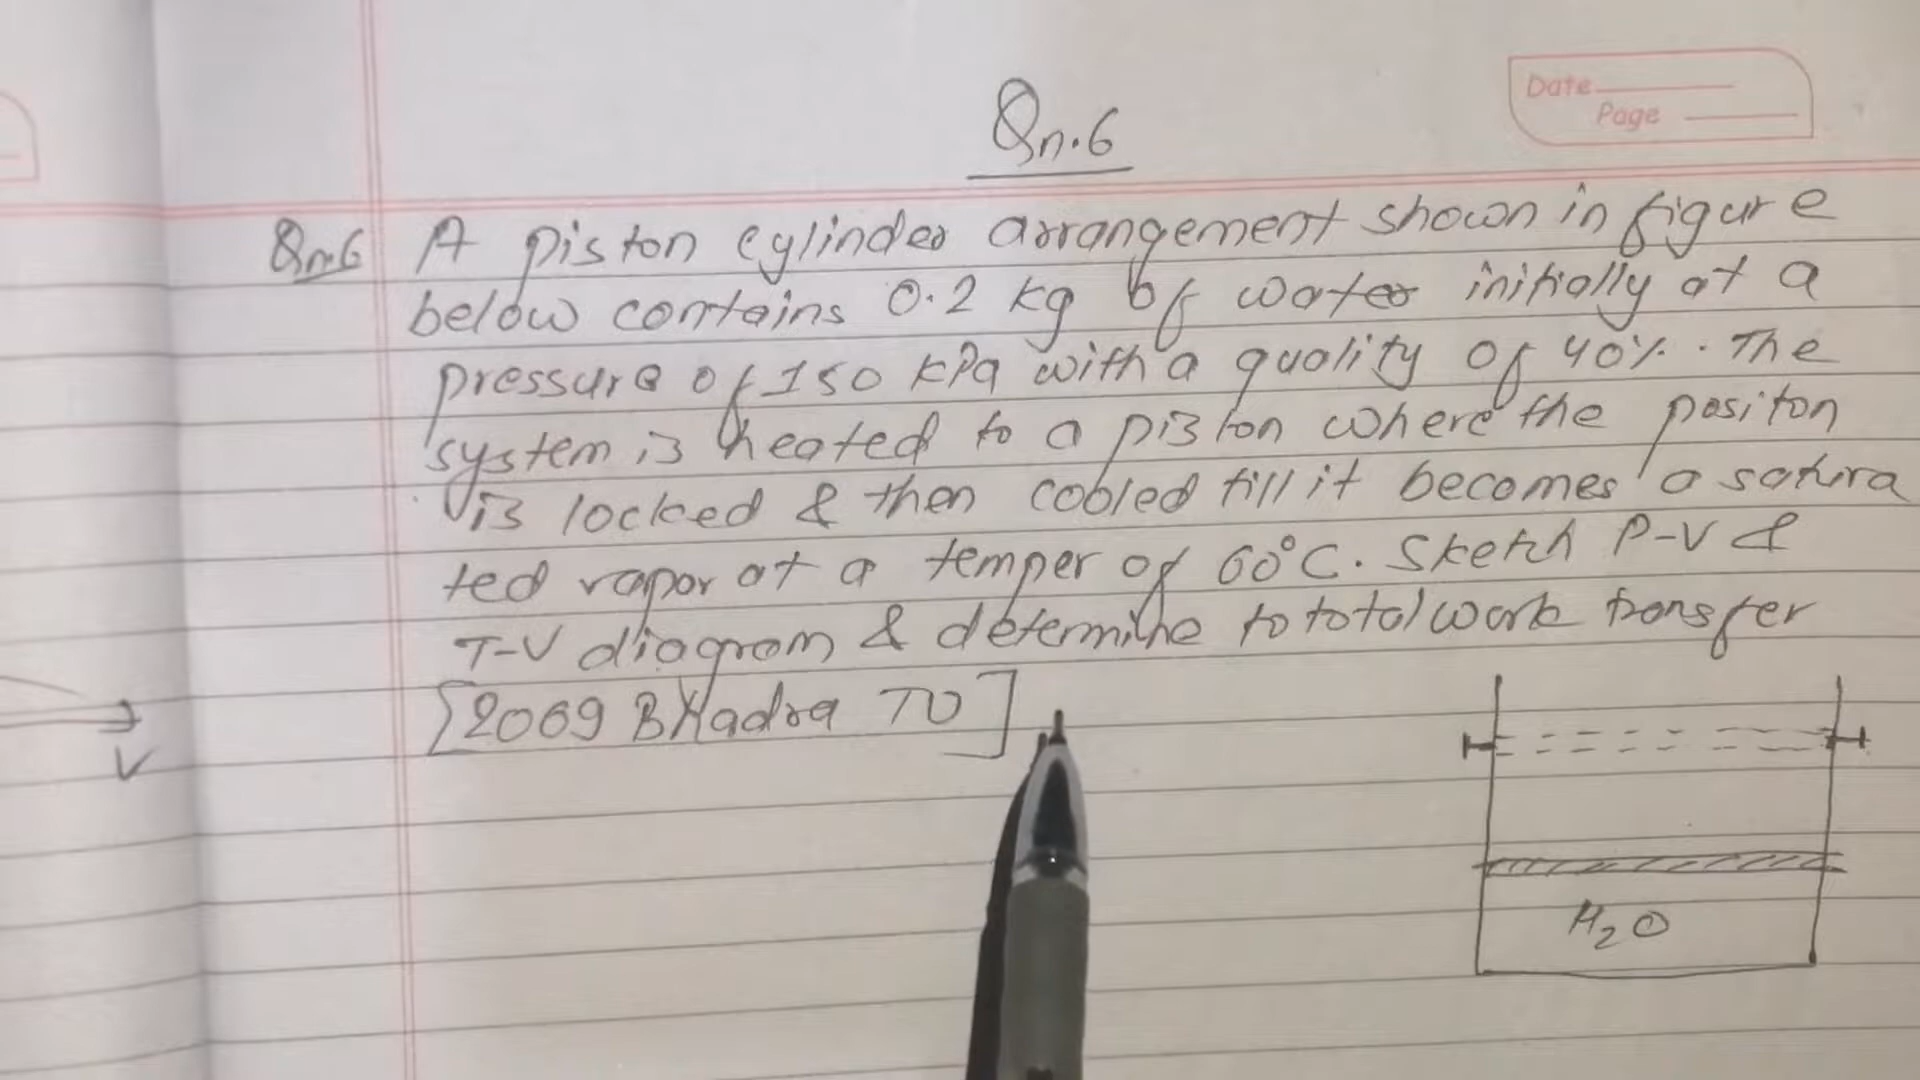 Date
Page
Qn.6
Qn.6 A piston cylinder arrangement shown in figure
below contains 0.2 kg of water initially at a
pressure of 150 kPa with a quality of 40%. The
system is heated to a piston where the positon
is locked & then cooled till it becomes a satura
ted vapor at a temper of 60°C. Sketch P-V &
T-V diagram & determine to total work transfer
[2069 Bhadra TU]
V
H2O